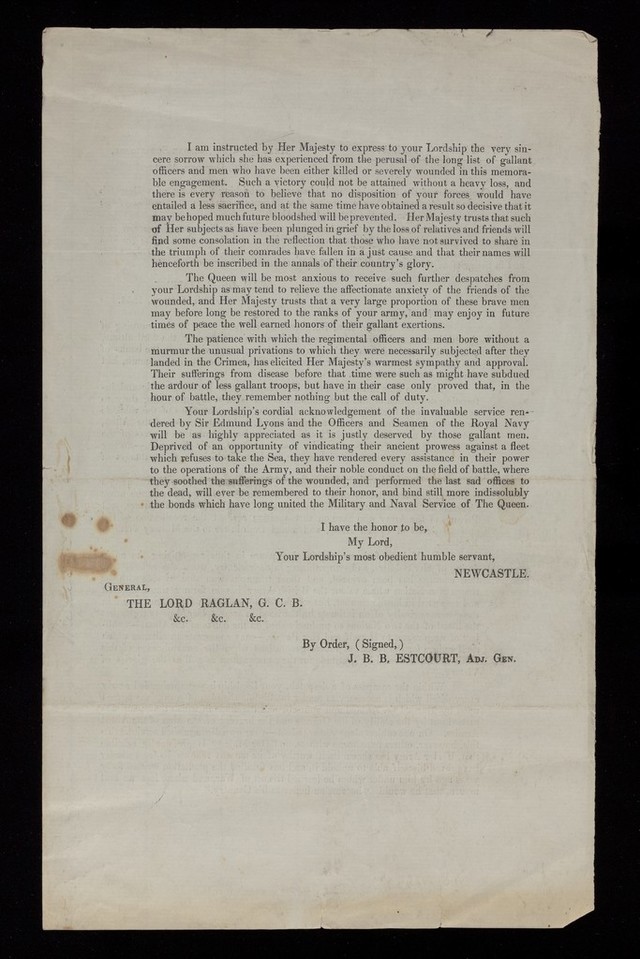 I am instructed by Her Majesty to express to your Lordship the very sin-
cere sorrow which she has experienced from the perusal of the long list of gallant
officers and men who have been either killed or severely wounded in this memora-
ble engagement. Such a victory could not be attained without a heavy loss, and
there is every reason to believe that no disposition of your forces would have
entailed a less sacrifice, and at the same time have obtained a result so decisive that it
may be hoped much future bloodshed will be prevented. Her Majesty trusts that such
of Her subjects as have been plunged in grief by the loss of relatives and friends will
find some consolation in the reflection that those who have not survived to share in
the triumph of their comrades have fallen in a just cause and that their names will
henceforth be inscribed in the annals of their country's glory.
The Queen will be most anxious to receive such further despatches from
your Lordship as may tend to relieve the affectionate anxiety of the friends of the
wounded, and Her Majesty trusts that a very large proportion of these brave men
may before long be restored to the ranks of your army, and may enjoy in future
times of peace the well earned honors of their gallant exertions.
The patience with which the regimental officers and men bore without a
murmur the unusual privations to which they were necessarily subjected after they
landed in the Crimea, has elicited Her Majesty's warmest sympathy and approval.
Their sufferings from disease before that time were such as might have subdued
the ardour of less gallant troops, but have in their case only proved that, in the
hour of battle, they remember nothing but the call of duty.
Your Lordship's cordial acknowledgement of the invaluable service ren-
dered by Sir Edmund Lyons and the Officers and Seamen of the Royal Navy
will be as highly appreciated as it is justly deserved by those gallant men.
Deprived of an opportunity of vindicating their ancient prowess against a fleet
which refuses to take the Sea, they have rendered every assistance in their power
to the operations of the Army, and their noble conduct on the field of battle, where
they soothed the sufferings of the wounded, and performed the last sad offices to
the dead, will ever be remembered to their honor, and bind still more indissolubly
the bonds which have long united the Military and Naval Service of The Queen.
I have the honor to be,
My Lord,
Your Lordship's most obedient humble servant,
NEWCASTLE.
GENERAL,
THE LORD RAGLAN, G. C. B.
&c. &c. &c.
By Order, (Signed,)
J. B. B. ESTCOURT, ADJ. GEN.